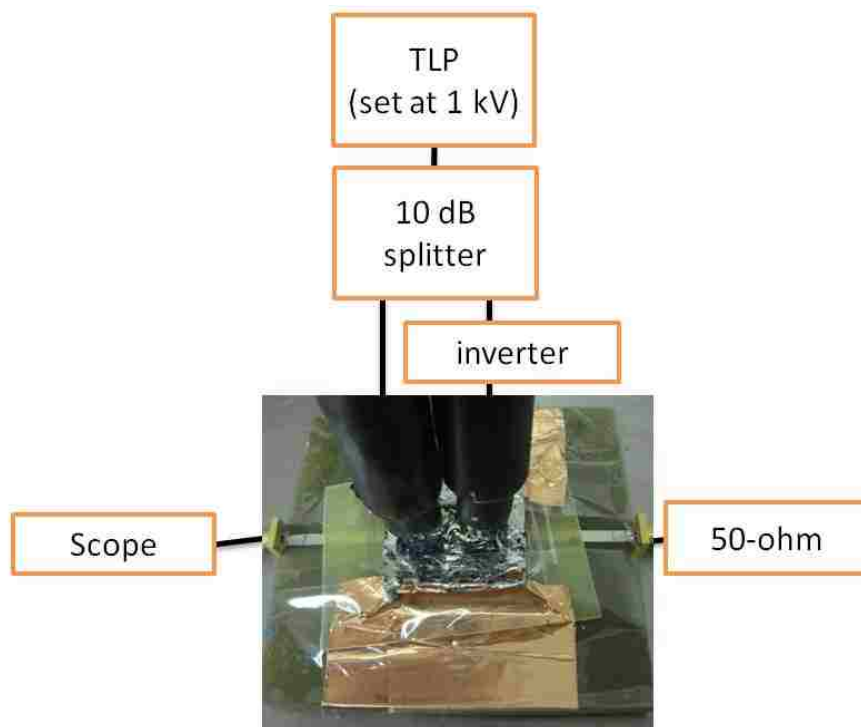 TLP
(set at 1 kV)
10 dB
splitter
inverter
Scope
50-ohm